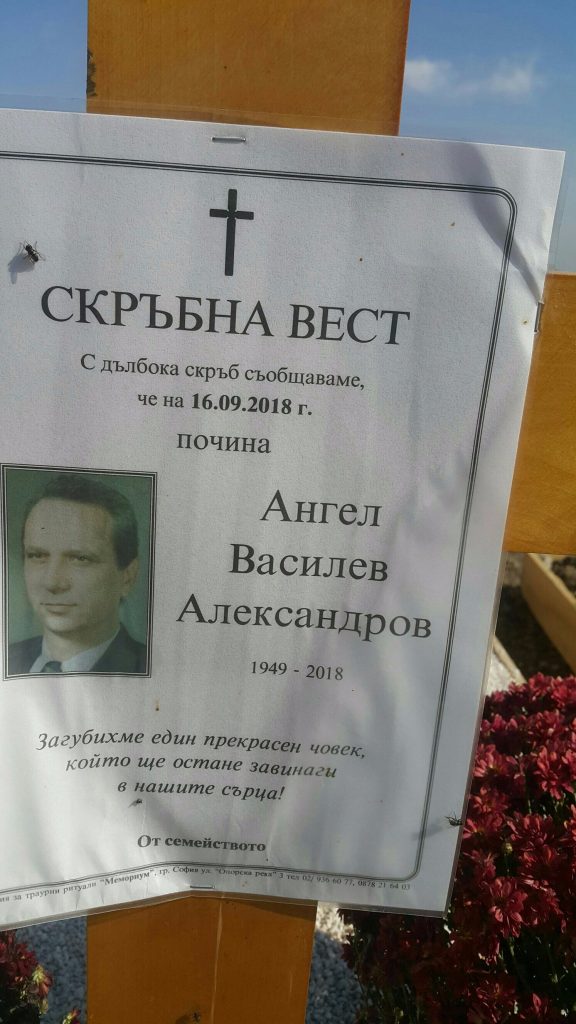 СКРЪБНА ВЕСТ
С дълбока скръб съобщаваме,
че на 16.09.2018 г.
почина
Ангел
Василев
Александров
1949 - 2018
Загубихме един прекрасен човек,
който ще остане завинаги
в нашите сърца!
От семейството
за траурни ритуали "Мемориум", гр. София ул. "Опорска река" 3 тел 02/ 936 60 77, 0878 21 64 03